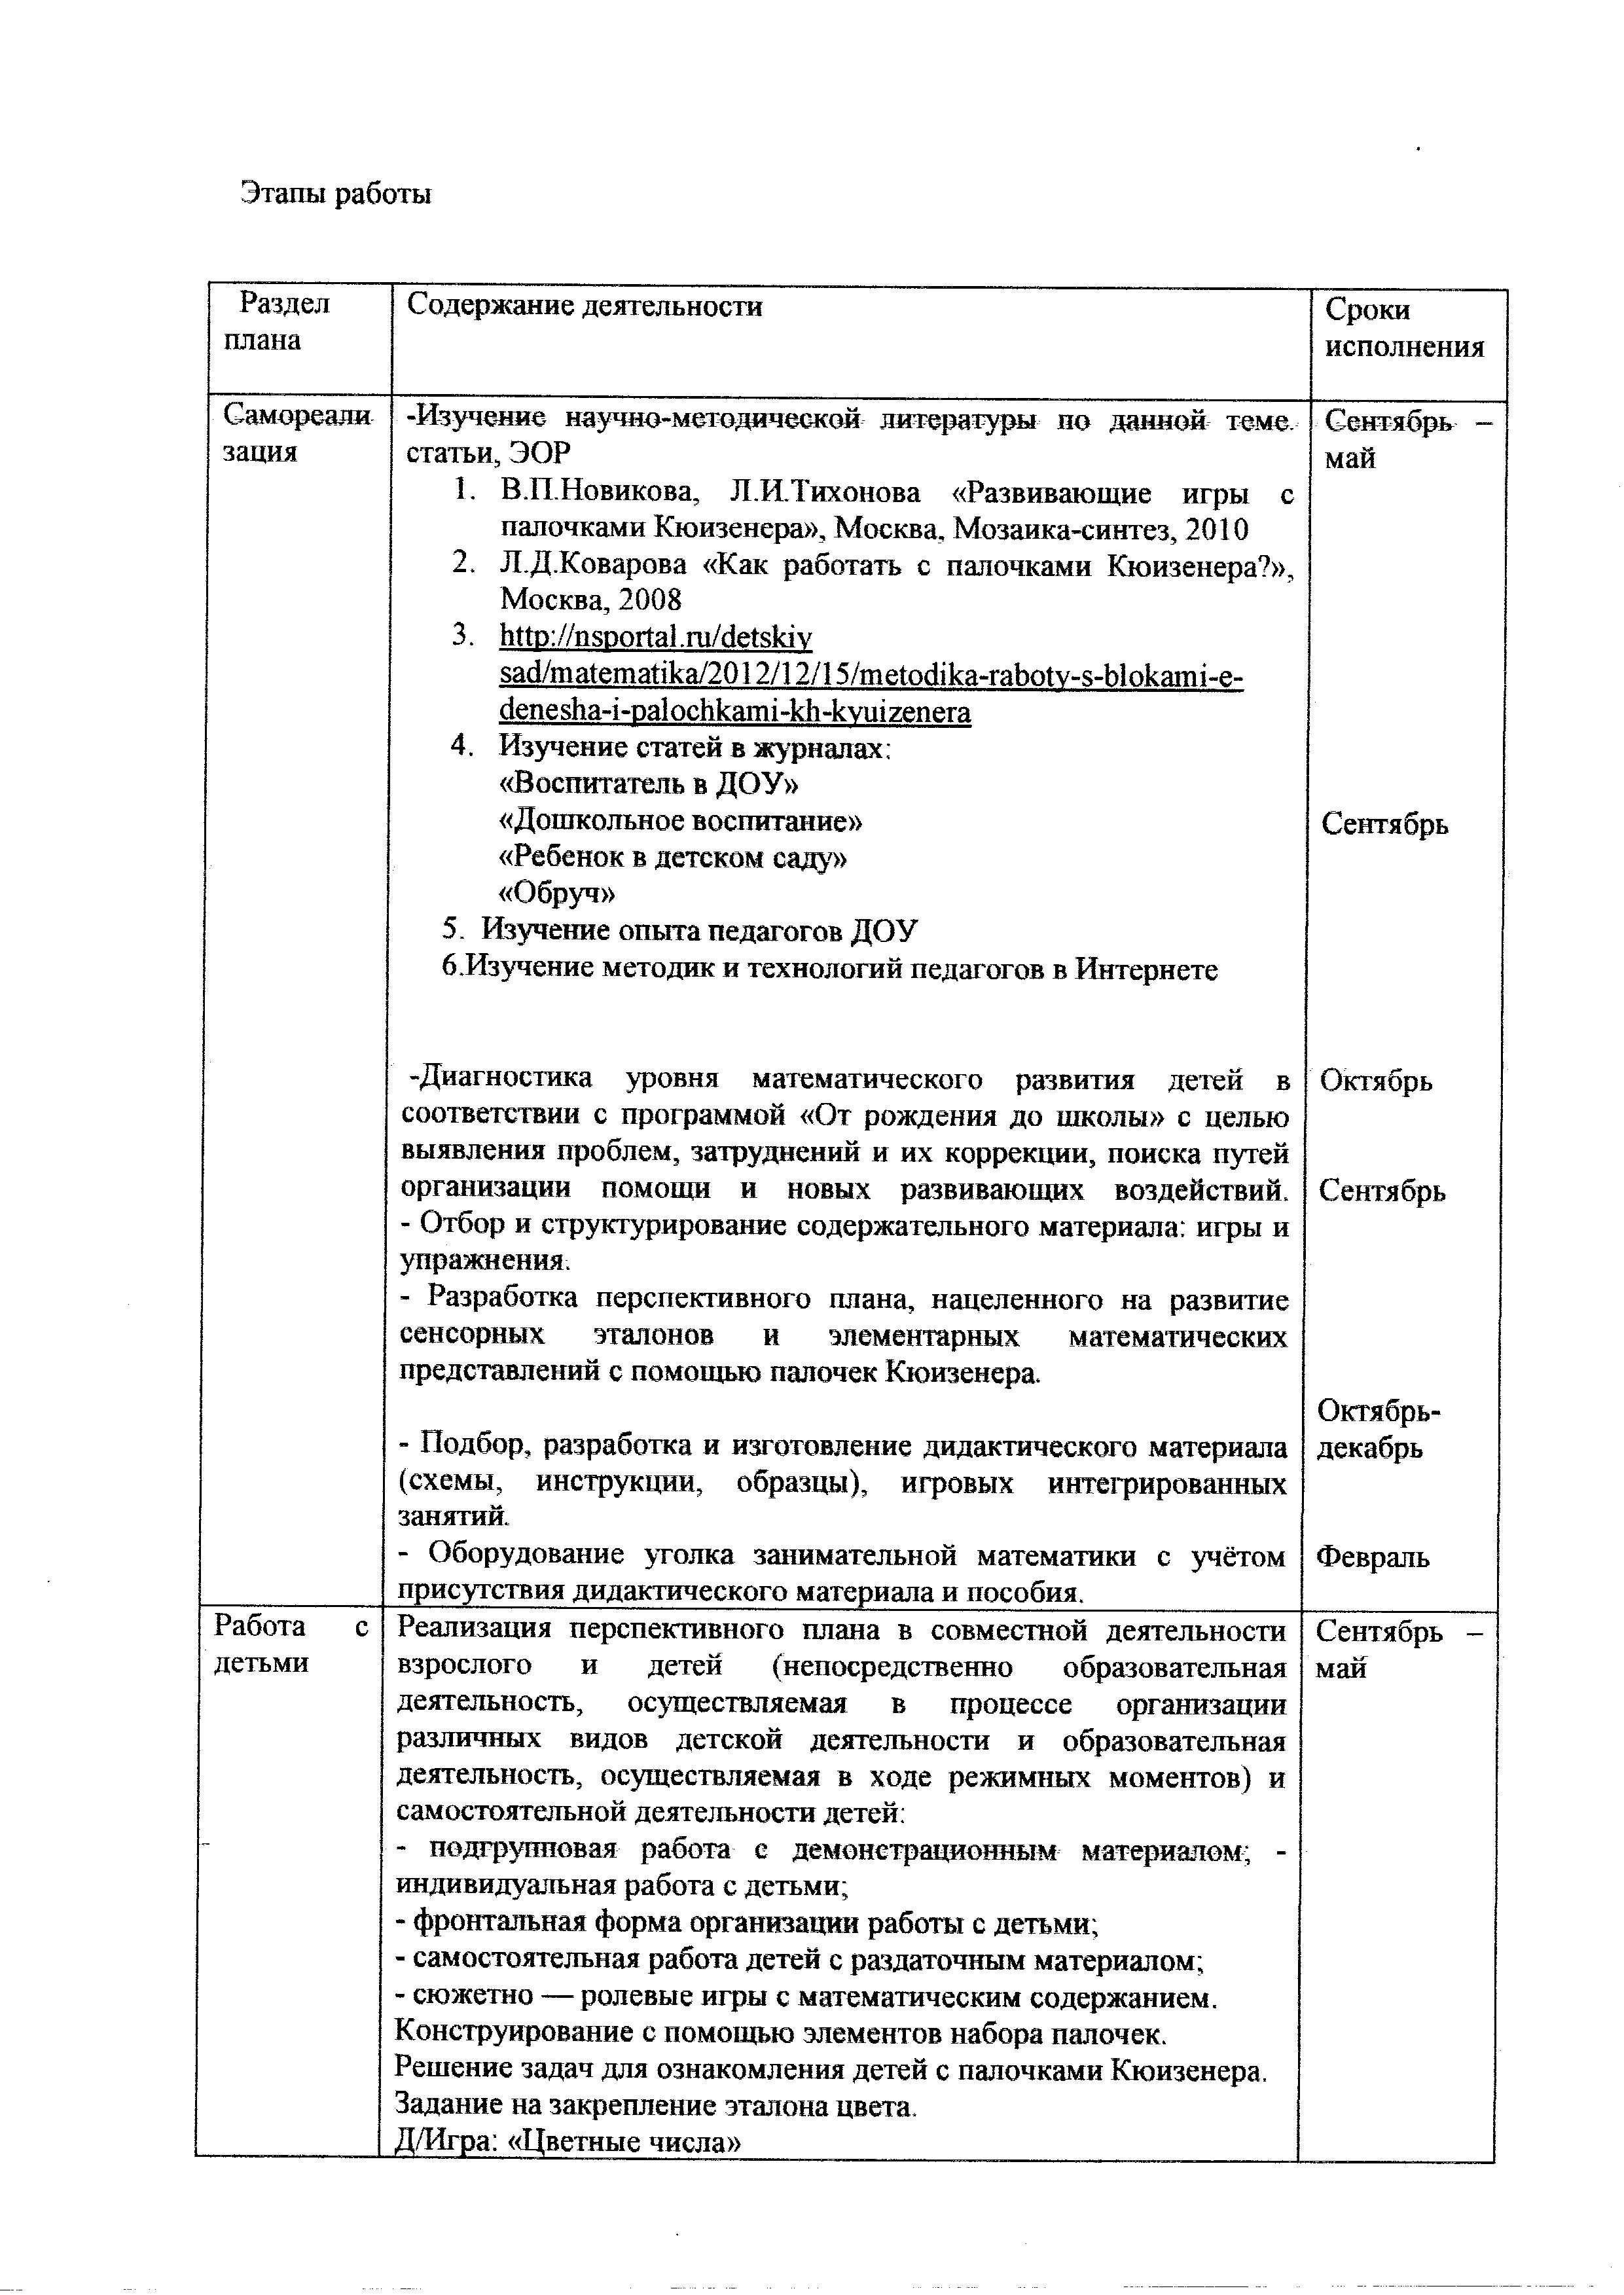 Этапы работы
Раздел
плана
Содержание деятельности
Сроки
исполнения
Самореали
зация
-Изучение научно-методической литературы по данной теме.
статьи, ЭОР
1. В.П.Новикова, Л.И.Тихонова «Развивающие игры с
палочками Кюизенера», Москва, Мозаика-синтез, 2010
2. Л.Д.Коварова «Как работать с палочками Кюизенера?»,
Москва, 2008
3. http://nsportal.ru/detskiy
sad/matematika/2012/12/15/metodika-raboty-s-blokami-e-
denesha-i-palochkami-kh-kyuizenera
4. Изучение статей в журналах:
«Воспитатель в ДОУ»
«Дошкольное воспитание»
«Ребенок в детском саду»
«Обруч»
5. Изучение опыта педагогов ДОУ
6.Изучение методик и технологий педагогов в Интернете
-Диагностика уровня математического развития детей в
соответствии с программой «От рождения до школы» с целью
выявления проблем, затруднений и их коррекции, поиска путей
организации помощи и новых развивающих воздействий.
- Отбор и структурирование содержательного материала: игры и
упражнения.
- Разработка перспективного плана, нацеленного на развитие
сенсорных эталонов и элементарных математических
представлений с помощью палочек Кюизенера.
- Подбор, разработка и изготовление дидактического материала
(схемы, инструкции, образцы), игровых интегрированных
занятий.
- Оборудование уголка занимательной математики с учётом
присутствия дидактического материала и пособия.
Сентябрь –
май
Сентябрь
Октябрь
Сентябрь
Октябрь-
декабрь
Февраль
Работа с
детьми
Реализация перспективного плана в совместной деятельности
взрослого и детей (непосредственно образовательная
деятельность, осуществляемая в процессе организации
различных видов детской деятельности и образовательная
деятельность, осуществляемая в ходе режимных моментов) и
самостоятельной деятельности детей:
- подгрупповая работа с демонстрационным материалом; -
индивидуальная работа с детьми;
- фронтальная форма организации работы с детьми;
- самостоятельная работа детей с раздаточным материалом;
- сюжетно — ролевые игры с математическим содержанием.
Конструирование с помощью элементов набора палочек.
Решение задач для ознакомления детей с палочками Кюизенера.
Задание на закрепление эталона цвета.
Д/Игра: «Цветные числа»
Сентябрь –
май